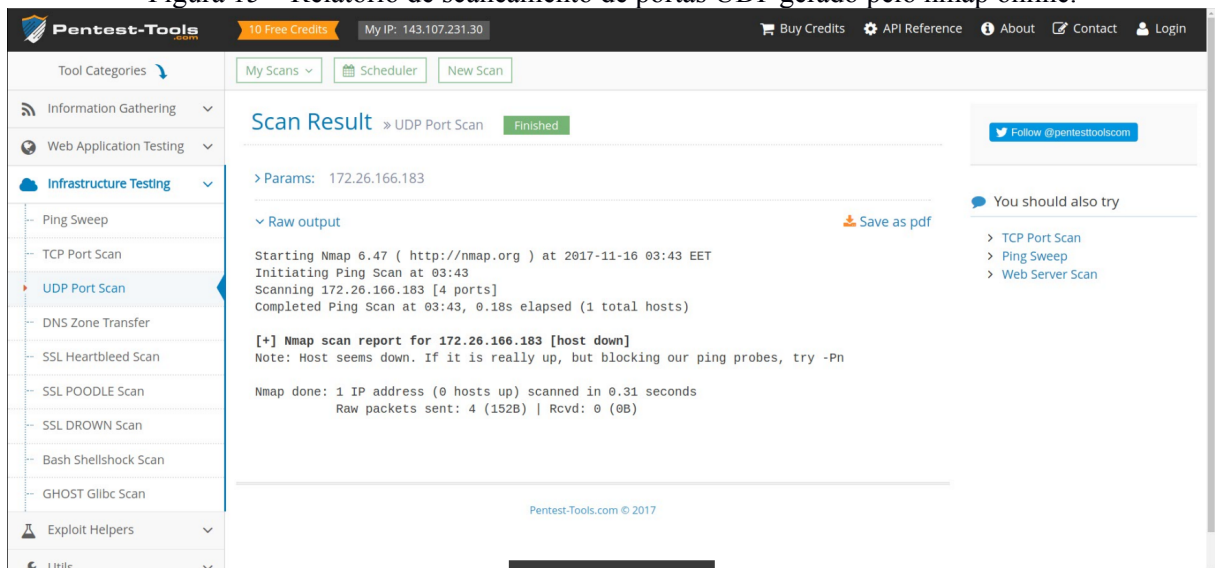 Figura 15 – Relatório de scaneamento de portas UDP gerado pelo nmap online.
Pentest-Tools
.com
10 Free Credits
My IP: 143.107.231.30
Buy Credits
API Reference
About
Contact
Login
Tool Categories
My Scans
Scheduler
New Scan
Information Gathering
Web Application Testing
Infrastructure Testing
Ping Sweep
TCP Port Scan
UDP Port Scan
DNS Zone Transfer
SSL Heartbleed Scan
SSL POODLE Scan
SSL DROWN Scan
Bash Shellshock Scan
GHOST Glibc Scan
Exploit Helpers
Utils
Scan Result » UDP Port Scan Finished
Params: 172.26.166.183
Raw output
Save as pdf
Starting Nmap 6.47 ( http://nmap.org ) at 2017-11-16 03:43 EET
Initiating Ping Scan at 03:43
Scanning 172.26.166.183 [4 ports]
Completed Ping Scan at 03:43, 0.18s elapsed (1 total hosts)
[+] Nmap scan report for 172.26.166.183 [host down]
Note: Host seems down. If it is really up, but blocking our ping probes, try -Pn
Nmap done: 1 IP address (0 hosts up) scanned in 0.31 seconds
Raw packets sent: 4 (152B) | Rcvd: 0 (0B)
Follow @pentesttoolscom
You should also try
TCP Port Scan
Ping Sweep
Web Server Scan
Pentest-Tools.com © 2017